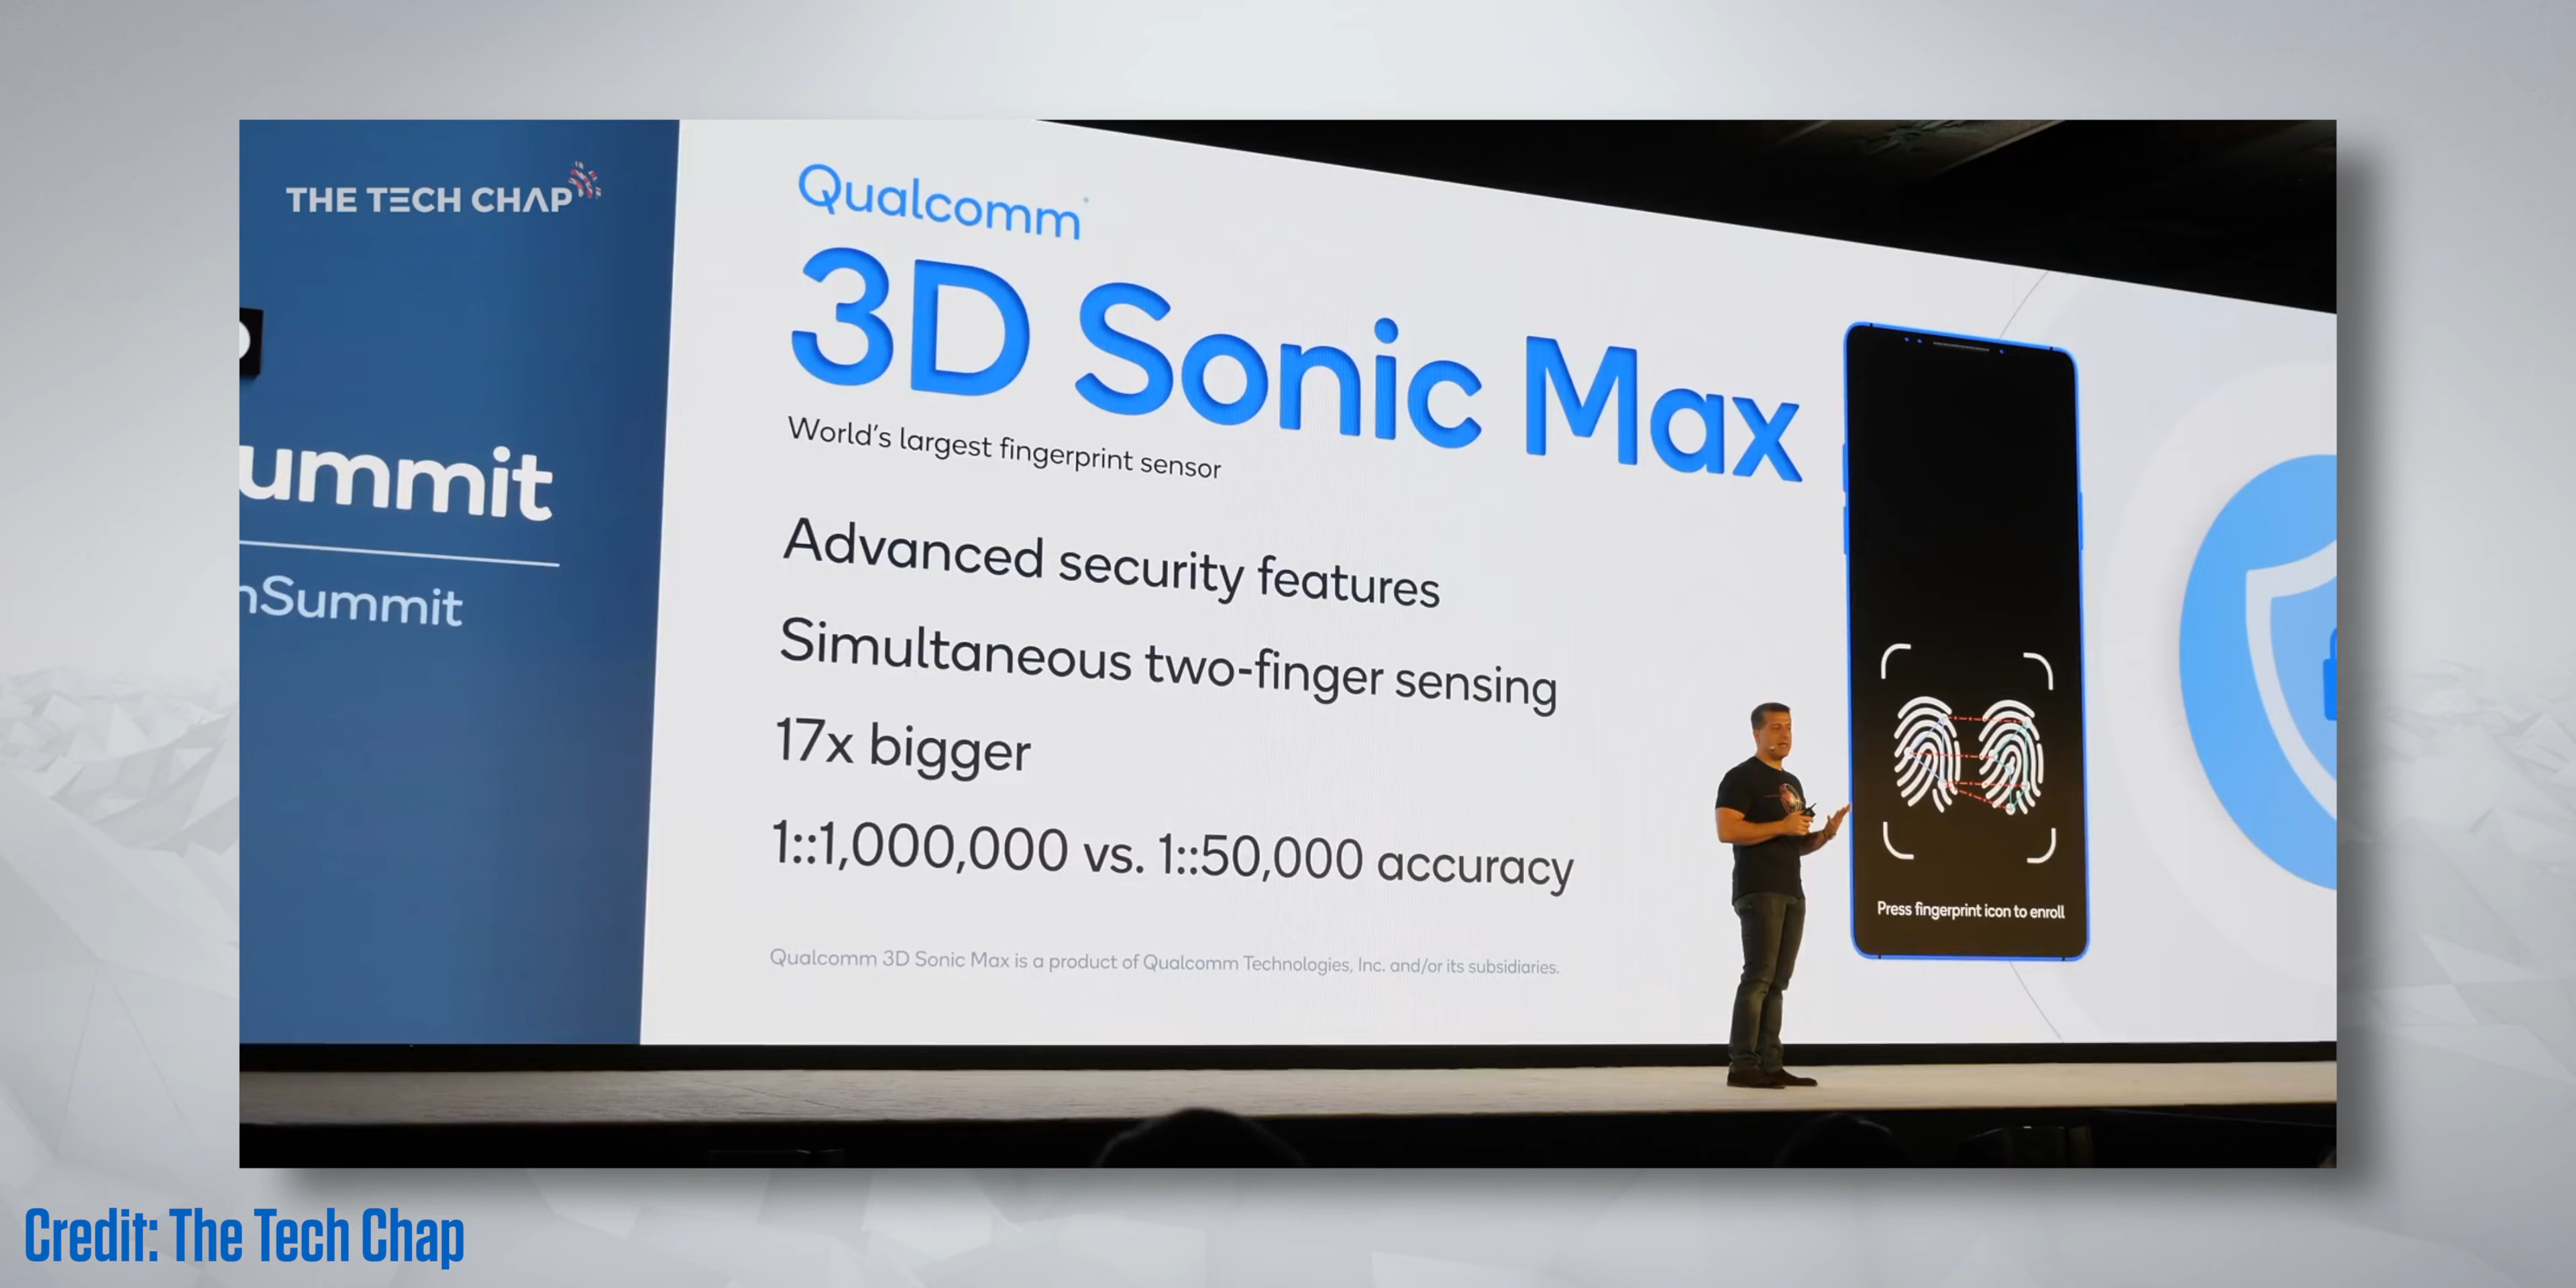 THE TECH CHAP
ummit
nSummit
Qualcomm
3D Sonic Max
World's largest fingerprint sensor
Advanced security features
Simultaneous two-finger sensing
17x bigger
1::1,000,000 vs. 1::50,000 accuracy
Qualcomm 3D Sonic Max is a product of Qualcomm Technologies, Inc. and/or its subsidiaries.
Press fingerprint icon to enroll
Credit: The Tech Chap